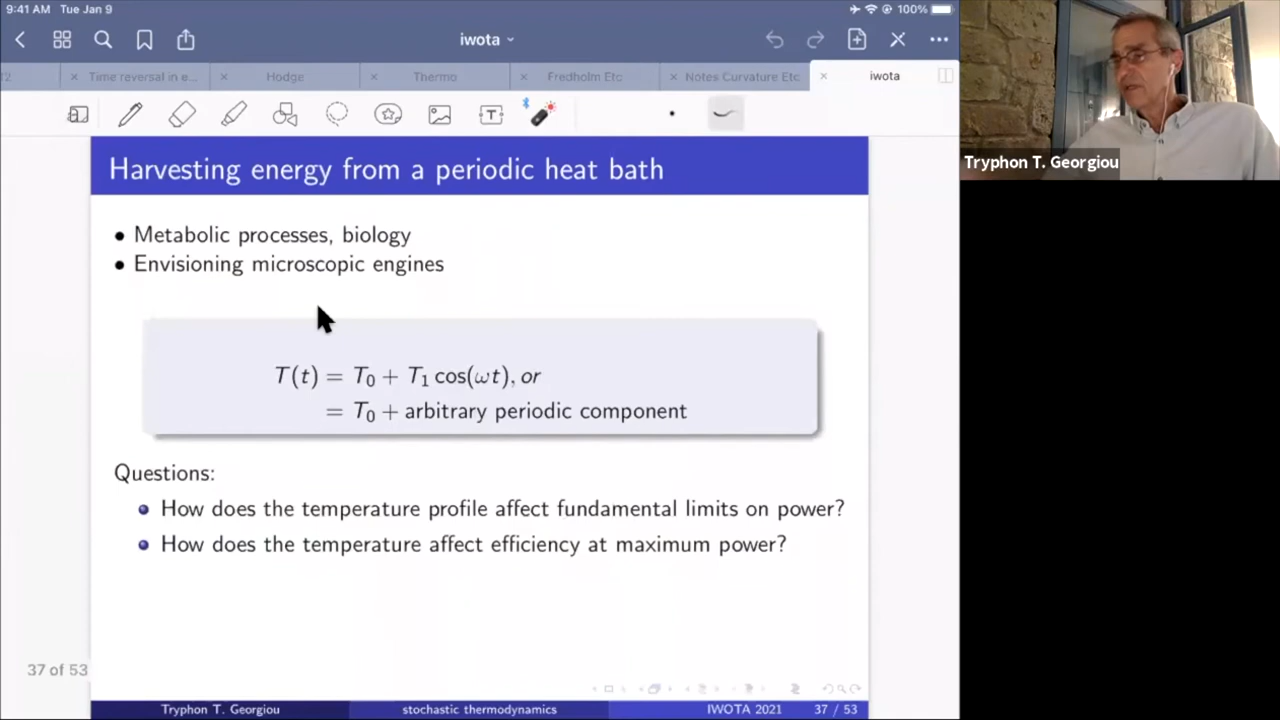 9:41 AM Tue Jan 9
100%
iwota
Time reversal in e...
Hodge
Thermo
Fredholm Etc
Notes Curvature Etc
iwota
T
Harvesting energy from a periodic heat bath
Tryphon T. Georgiou
• Metabolic processes, biology
• Envisioning microscopic engines
T(t) = T₀ + T₁ cos(ωt), or
= T₀ + arbitrary periodic component
Questions:
• How does the temperature profile affect fundamental limits on power?
• How does the temperature affect efficiency at maximum power?
37 of 53
Tryphon T. Georgiou stochastic thermodynamics IWOTA 2021 37 / 53